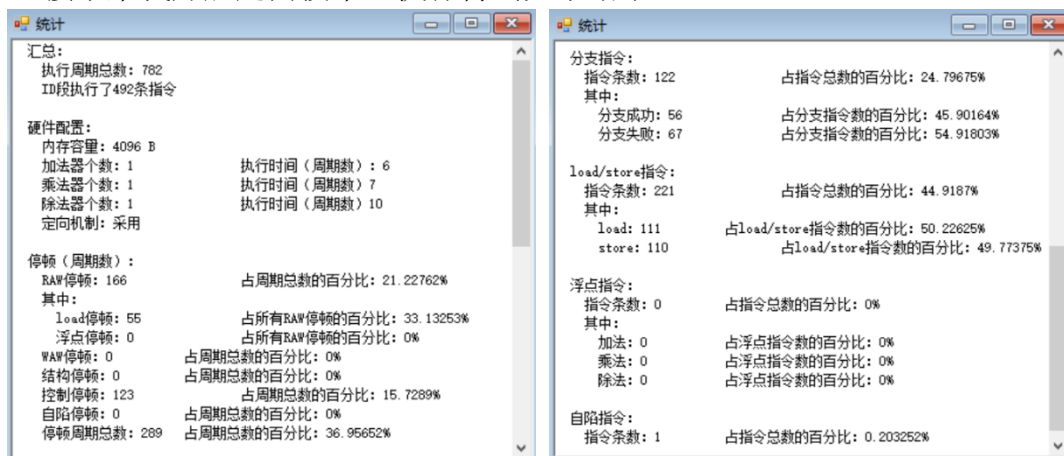 统计
汇总:
执行周期总数: 782
ID段执行了492条指令
硬件配置:
内存容量: 4096 B
加法器个数: 1 执行时间（周期数）: 6
乘法器个数: 1 执行时间（周期数）7
除法器个数: 1 执行时间（周期数）10
定向机制: 采用
停顿（周期数）:
RAW停顿: 166 占周期总数的百分比: 21.22762%
其中:
load停顿: 55 占所有RAW停顿的百分比: 33.13253%
浮点停顿: 0 占所有RAW停顿的百分比: 0%
WAW停顿: 0 占周期总数的百分比: 0%
结构停顿: 0 占周期总数的百分比: 0%
控制停顿: 123 占周期总数的百分比: 15.7289%
自陷停顿: 0 占周期总数的百分比: 0%
停顿周期总数: 289 占周期总数的百分比: 36.95652%
统计
分支指令:
指令条数: 122 占指令总数的百分比: 24.79675%
其中:
分支成功: 56 占分支指令数的百分比: 45.90164%
分支失败: 67 占分支指令数的百分比: 54.91803%
load/store指令:
指令条数: 221 占指令总数的百分比: 44.9187%
其中:
load: 111 占load/store指令数的百分比: 50.22625%
store: 110 占load/store指令数的百分比: 49.77375%
浮点指令:
指令条数: 0 占指令总数的百分比: 0%
其中:
加法: 0 占浮点指令数的百分比: 0%
乘法: 0 占浮点指令数的百分比: 0%
除法: 0 占浮点指令数的百分比: 0%
自陷指令:
指令条数: 1 占指令总数的百分比: 0.203252%